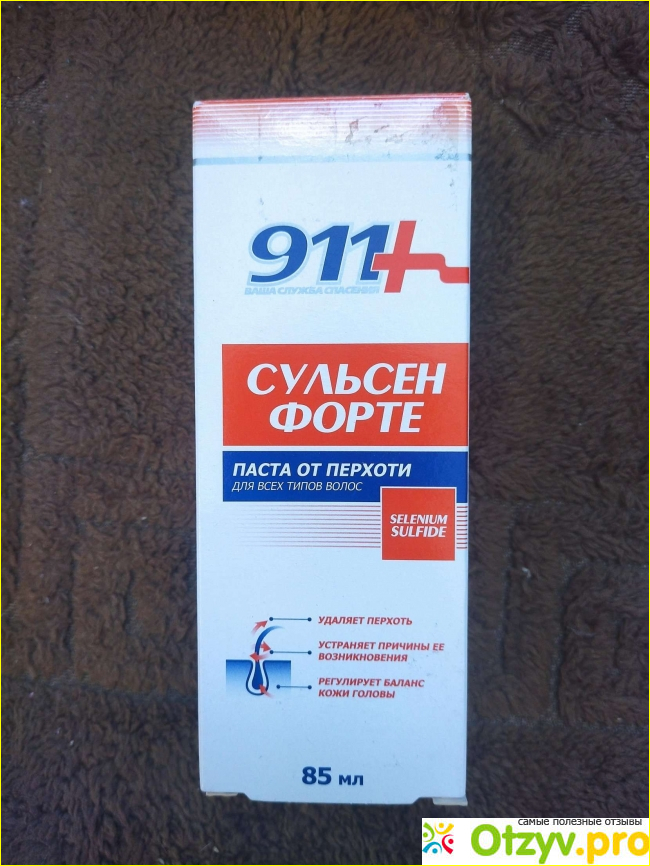 911+
ВАША СЛУЖБА СПАСЕНИЯ
СУЛЬСЕН
ФОРТЕ
ПАСТА ОТ ПЕРХОТИ
ДЛЯ ВСЕХ ТИПОВ ВОЛОС
SELENIUM
SULFIDE
УДАЛЯЕТ ПЕРХОТЬ
УСТРАНЯЕТ ПРИЧИНЫ ЕЕ
ВОЗНИКНОВЕНИЯ
РЕГУЛИРУЕТ БАЛАНС
КОЖИ ГОЛОВЫ
85 мл
самые полезные отзывы
Otzyv.pro